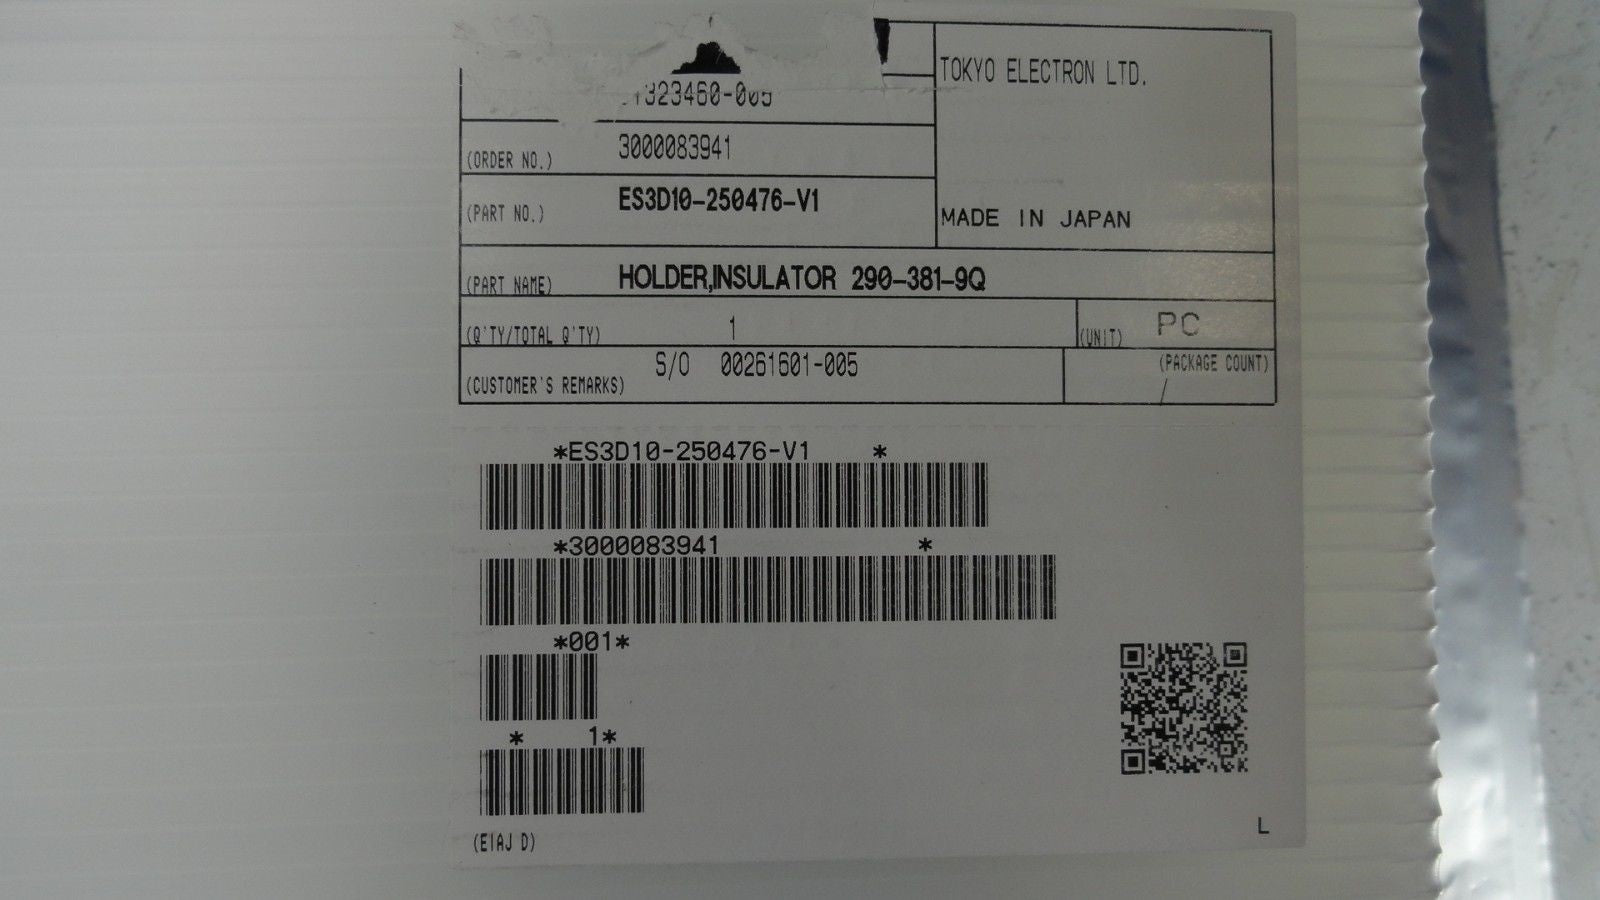 TOKYO ELECTRON LTD.
(ORDER NO.) 3000083941
(PART NO.) ES3D10-250476-V1
MADE IN JAPAN
(PART NAME) HOLDER,INSULATOR 290-381-9Q
(Q'TY/TOTAL Q'TY) 1 (UNIT) PC
(CUSTOMER'S REMARKS) S/O 00261601-005 (PACKAGE COUNT)
/
*ES3D10-250476-V1 *
*3000083941 *
*001*
* 1*
(EIAJ D)
L